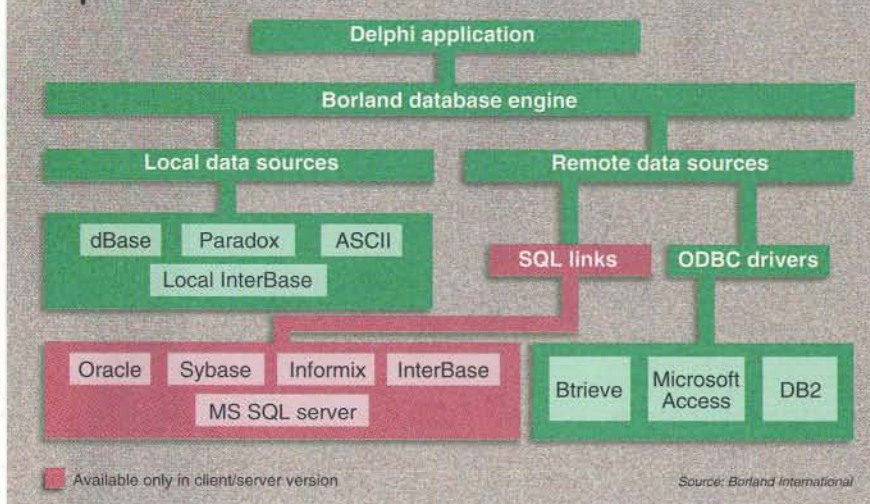 Delphi application
Borland database engine
Local data sources
Remote data sources
dBase
Paradox
ASCII
Local InterBase
SQL links
ODBC drivers
Oracle
Sybase
Informix
InterBase
MS SQL server
Btrieve
Microsoft
Access
DB2
Available only in client/server version
Source: Borland International